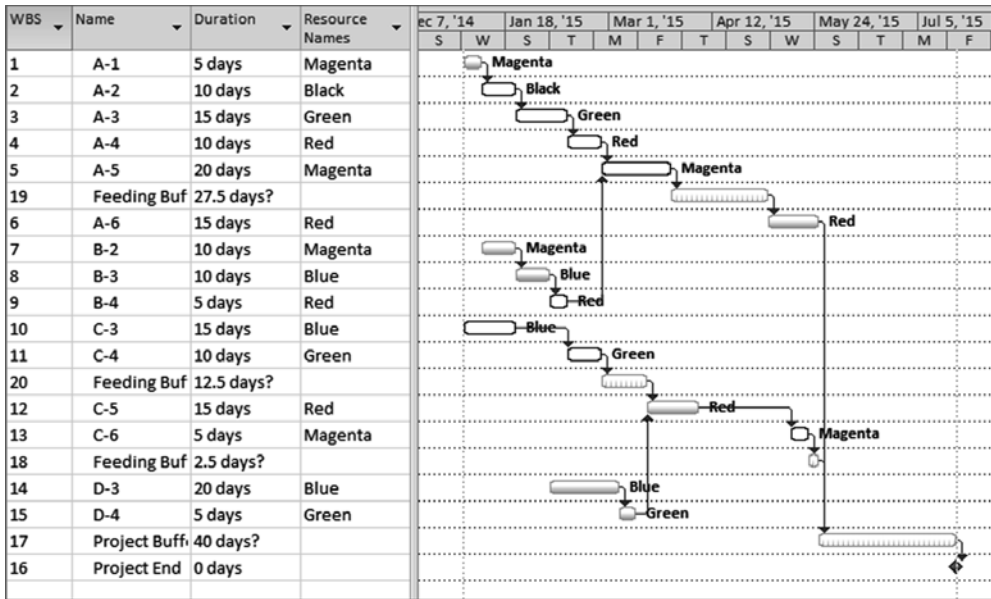 WBS Name Duration Resource Names ec 7, '14 Jan 18, '15 Mar 1, '15 Apr 12, '15 May 24, '15 Jul 5, '15
S W S T M F T S W S T M F
1 A-1 5 days Magenta Magenta
2 A-2 10 days Black Black
3 A-3 15 days Green Green
4 A-4 10 days Red Red
5 A-5 20 days Magenta Magenta
19 Feeding Buf 27.5 days?
6 A-6 15 days Red Red
7 B-2 10 days Magenta Magenta
8 B-3 10 days Blue Blue
9 B-4 5 days Red Red
10 C-3 15 days Blue Blue
11 C-4 10 days Green Green
20 Feeding Buf 12.5 days?
12 C-5 15 days Red Red
13 C-6 5 days Magenta Magenta
18 Feeding Buf 2.5 days?
14 D-3 20 days Blue Blue
15 D-4 5 days Green Green
17 Project Buff 40 days?
16 Project End 0 days